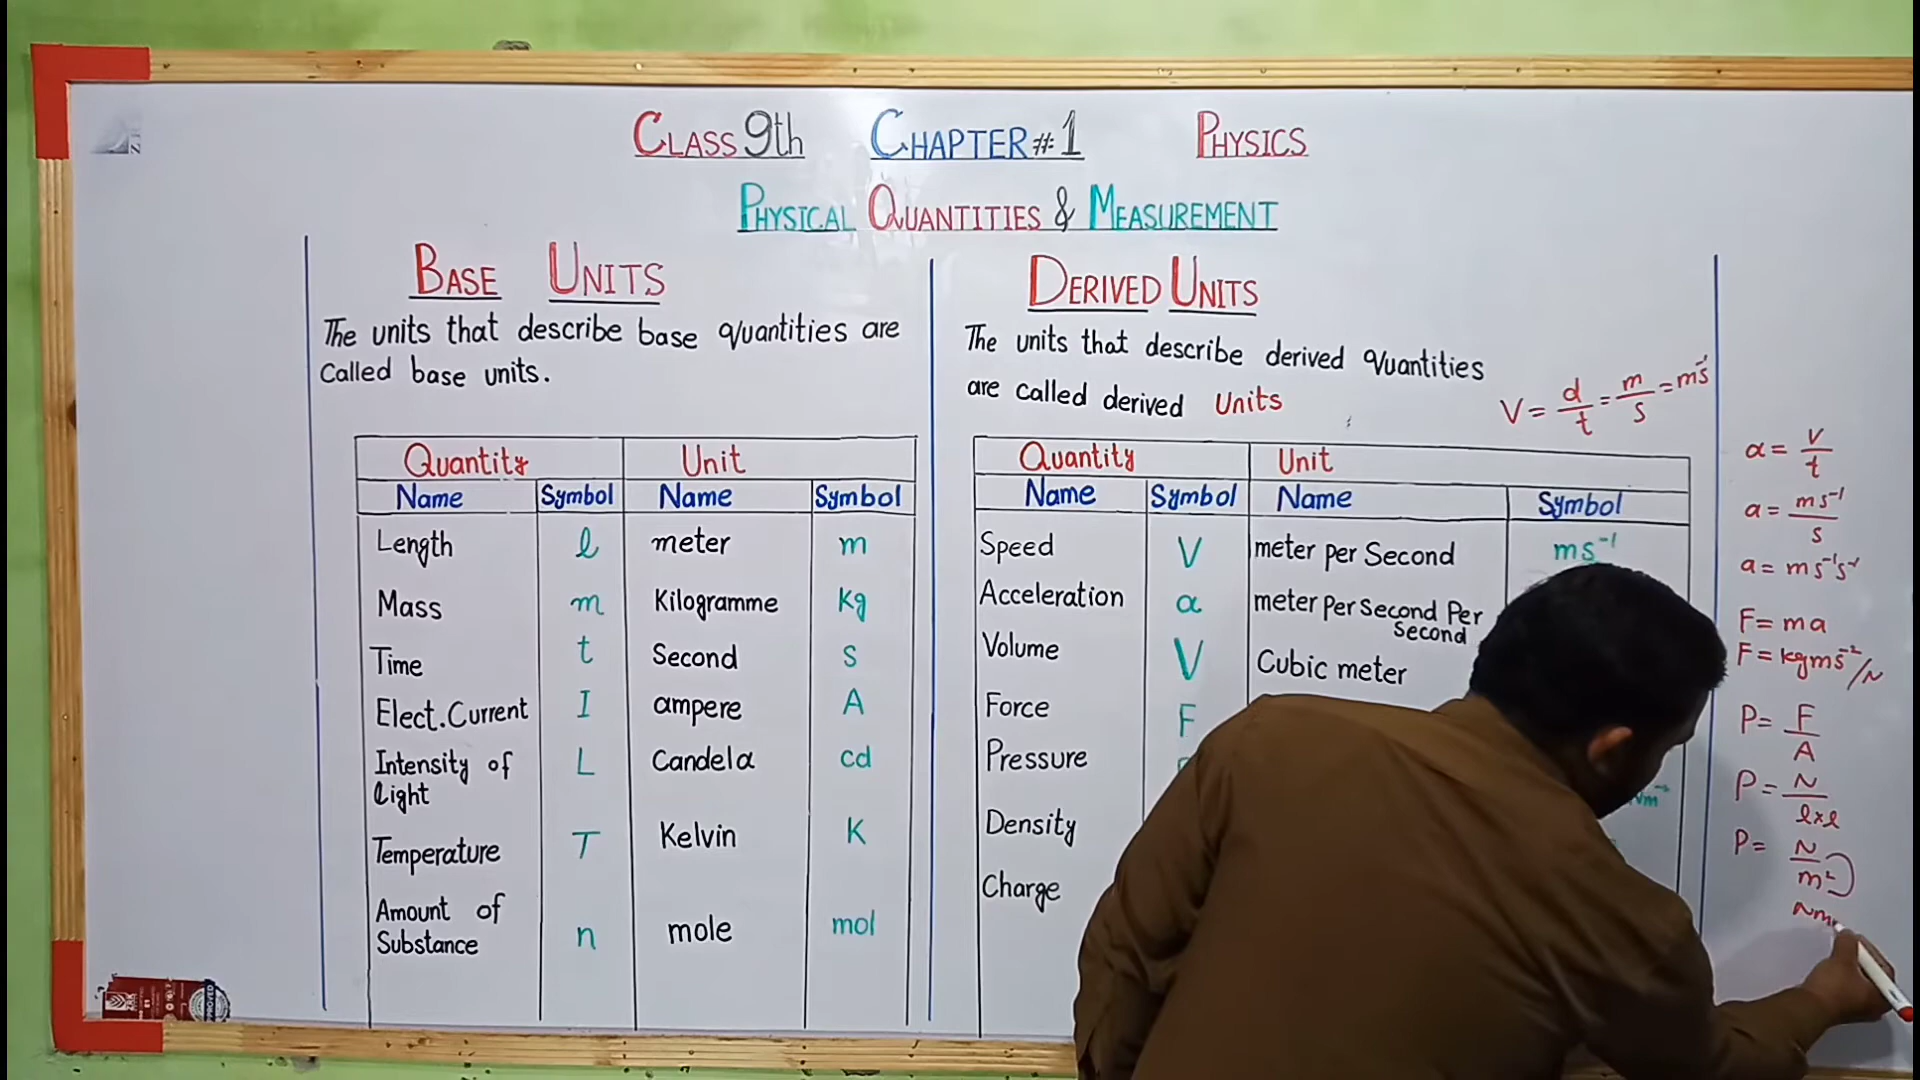 CLASS 9th CHAPTER#1 PHYSICS
PHYSICAL QUANTITIES & MEASUREMENT
BASE UNITS
The units that describe base quantities are
called base units.
Quantity Unit
Name Symbol Name Symbol
Length l meter m
Mass m Kilogramme kg
Time t Second s
Elect.Current I ampere A
Intensity of
light L Candela cd
Temperature T Kelvin K
Amount of
Substance n mole mol
DERIVED UNITS
The units that describe derived quantities
are called derived Units
V = d/t = m/s = ms⁻¹
Quantity Unit
Name Symbol Name Symbol
Speed V meter per Second ms⁻¹
Acceleration a meter per Second Per
Second
Volume V Cubic meter
Force F
Pressure
Density
Charge
a = V/t
a = ms⁻¹/s
a = ms⁻¹s⁻¹
F = ma
F = kgms⁻²/N
P = F/A
P = N/l×l
P = N/m²
Nm
APPROVED